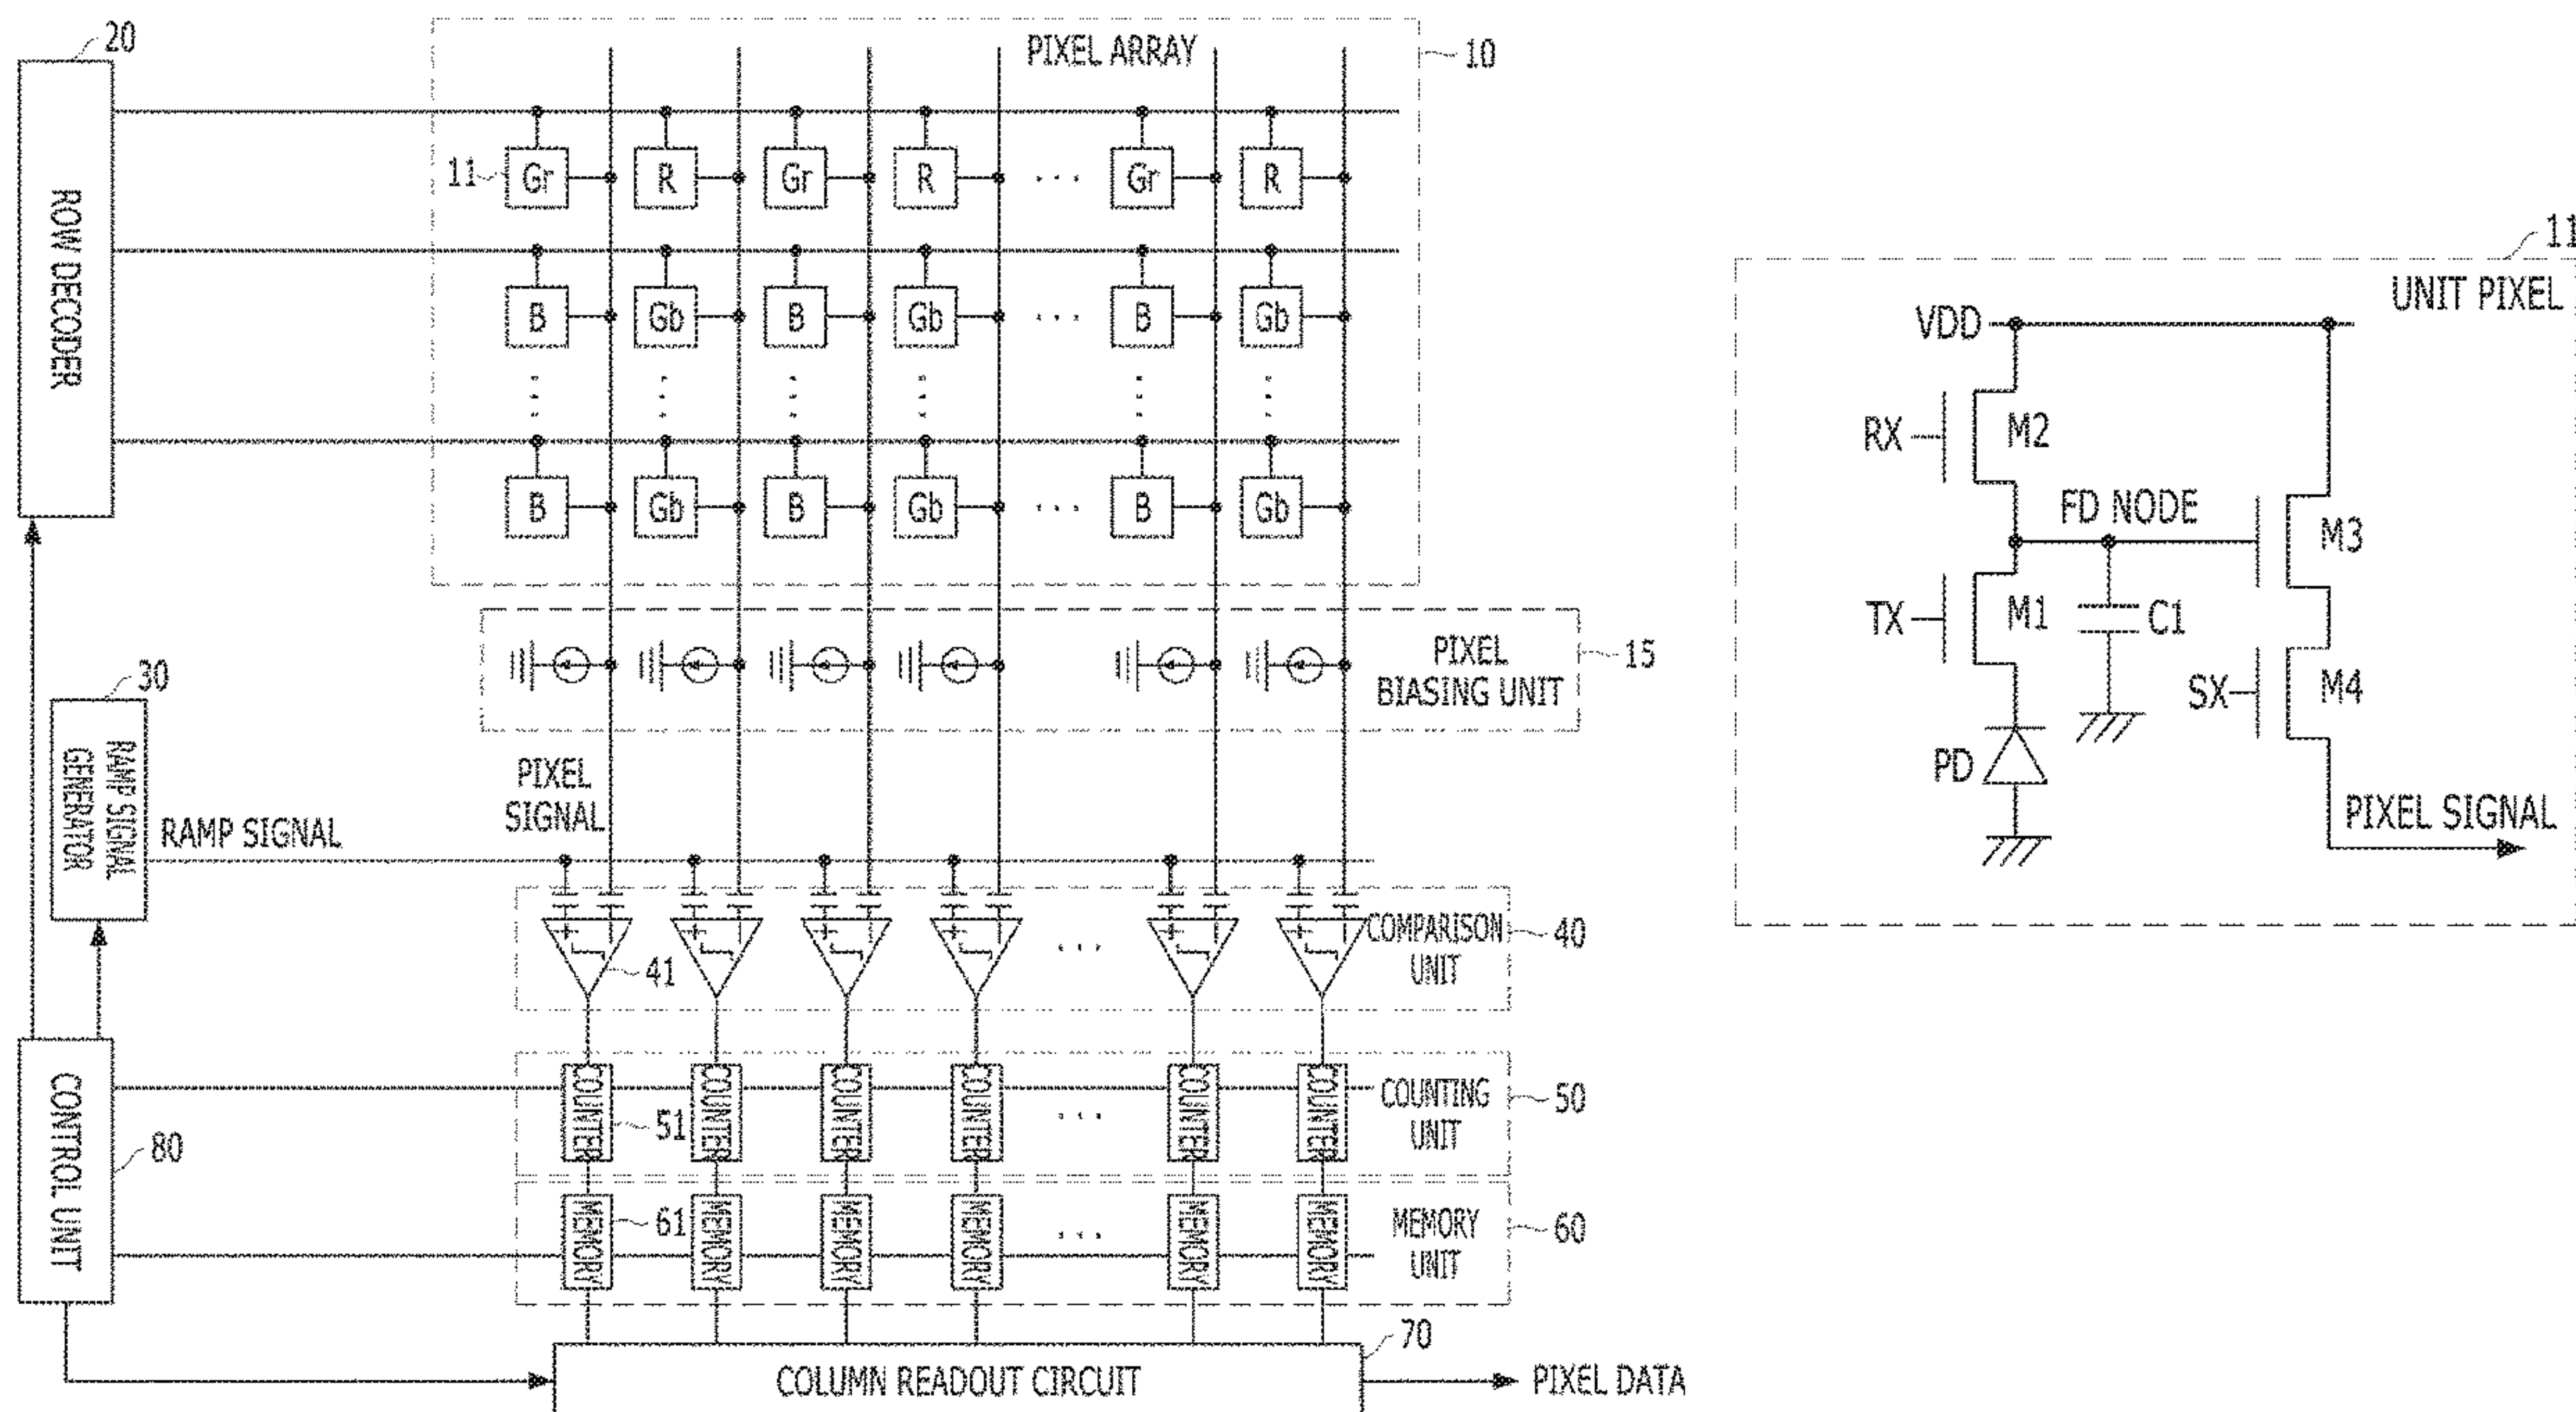 20
PIXEL ARRAY
10
ROW DECODER
11
Gr R Gr R ... Gr R
B Gb B Gb ... B Gb
B Gb B Gb ... B Gb
PIXEL
BIASING UNIT
15
30
RAMP SIGNAL
GENERATOR
RAMP SIGNAL
PIXEL
SIGNAL
+ - + - + - + - ... + - + -
41
COMPARISON
UNIT
40
CONTROL UNIT
80
COUNTER COUNTER COUNTER COUNTER ... COUNTER COUNTER
51
COUNTING
UNIT
50
MEMORY MEMORY MEMORY MEMORY ... MEMORY MEMORY
61
MEMORY
UNIT
60
70
COLUMN READOUT CIRCUIT
PIXEL DATA
11
UNIT PIXEL
VDD
RX
M2
FD NODE
M3
TX
M1
C1
SX
M4
PD
PIXEL SIGNAL